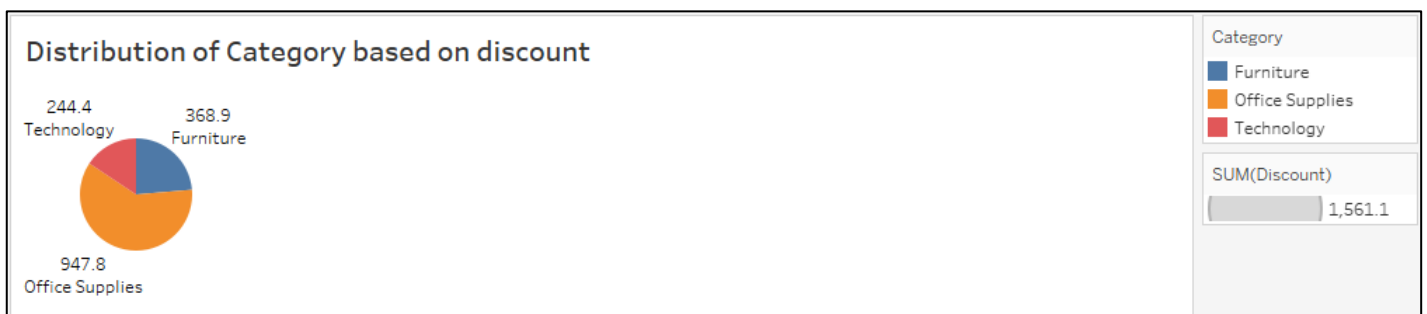 Distribution of Category based on discount
244.4
Technology
368.9
Furniture
947.8
Office Supplies
Category
Furniture
Office Supplies
Technology
SUM(Discount)
1,561.1